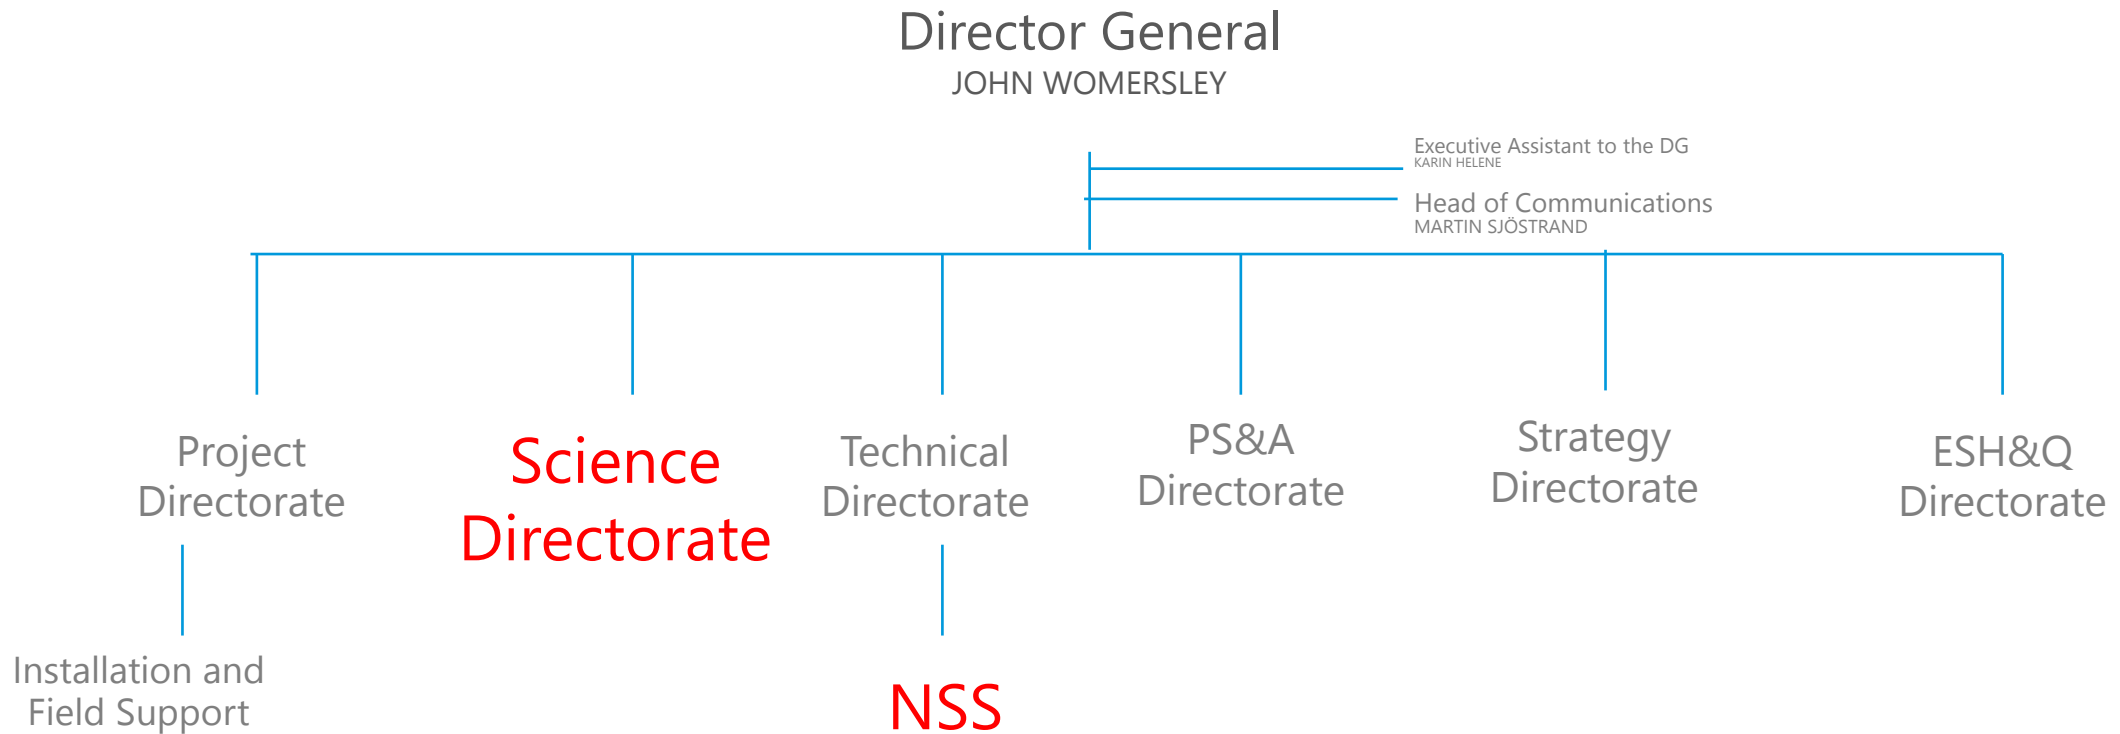 Director General
JOHN WOMERSLEY
Executive Assistant to the DG
KARIN HELENE
Head of Communications
MARTIN SJÖSTRAND
Project
Directorate
Science
Directorate
Technical
Directorate
PS&A
Directorate
Strategy
Directorate
ESH&Q
Directorate
Installation and
Field Support
NSS